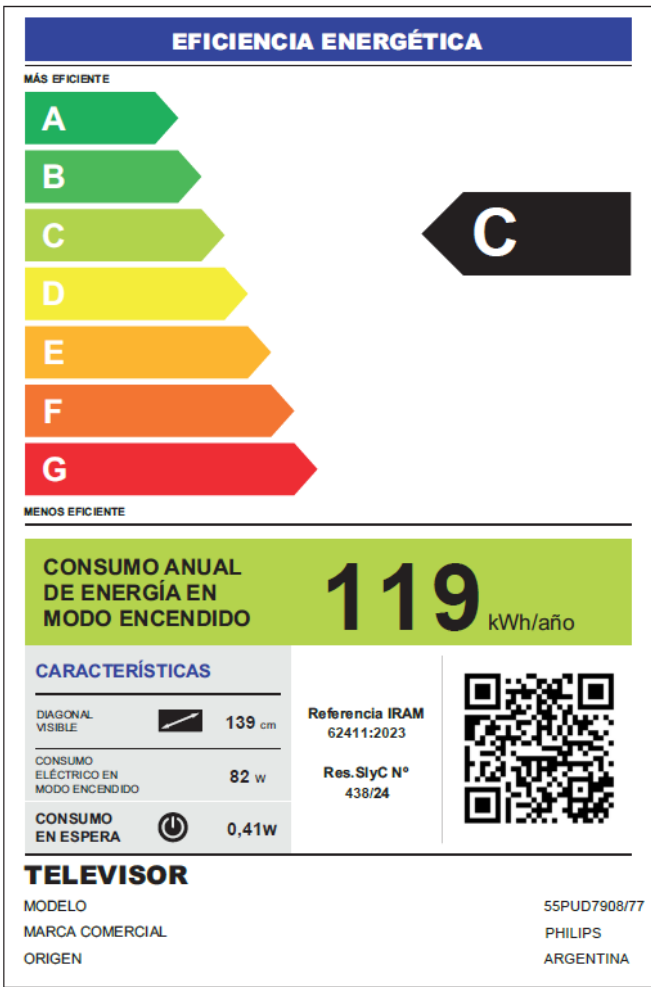 EFICIENCIA ENERGÉTICA
MÁS EFICIENTE
A
B
C
C
D
E
F
G
MENOS EFICIENTE
CONSUMO ANUAL
DE ENERGÍA EN
MODO ENCENDIDO
119 kWh/año
CARACTERÍSTICAS
DIAGONAL
VISIBLE
139 cm
CONSUMO
ELÉCTRICO EN
MODO ENCENDIDO
82 w
CONSUMO
EN ESPERA
0,41w
Referencia IRAM
62411:2023
Res.SIyC Nº
438/24
TELEVISOR
MODELO 55PUD7908/77
MARCA COMERCIAL PHILIPS
ORIGEN ARGENTINA